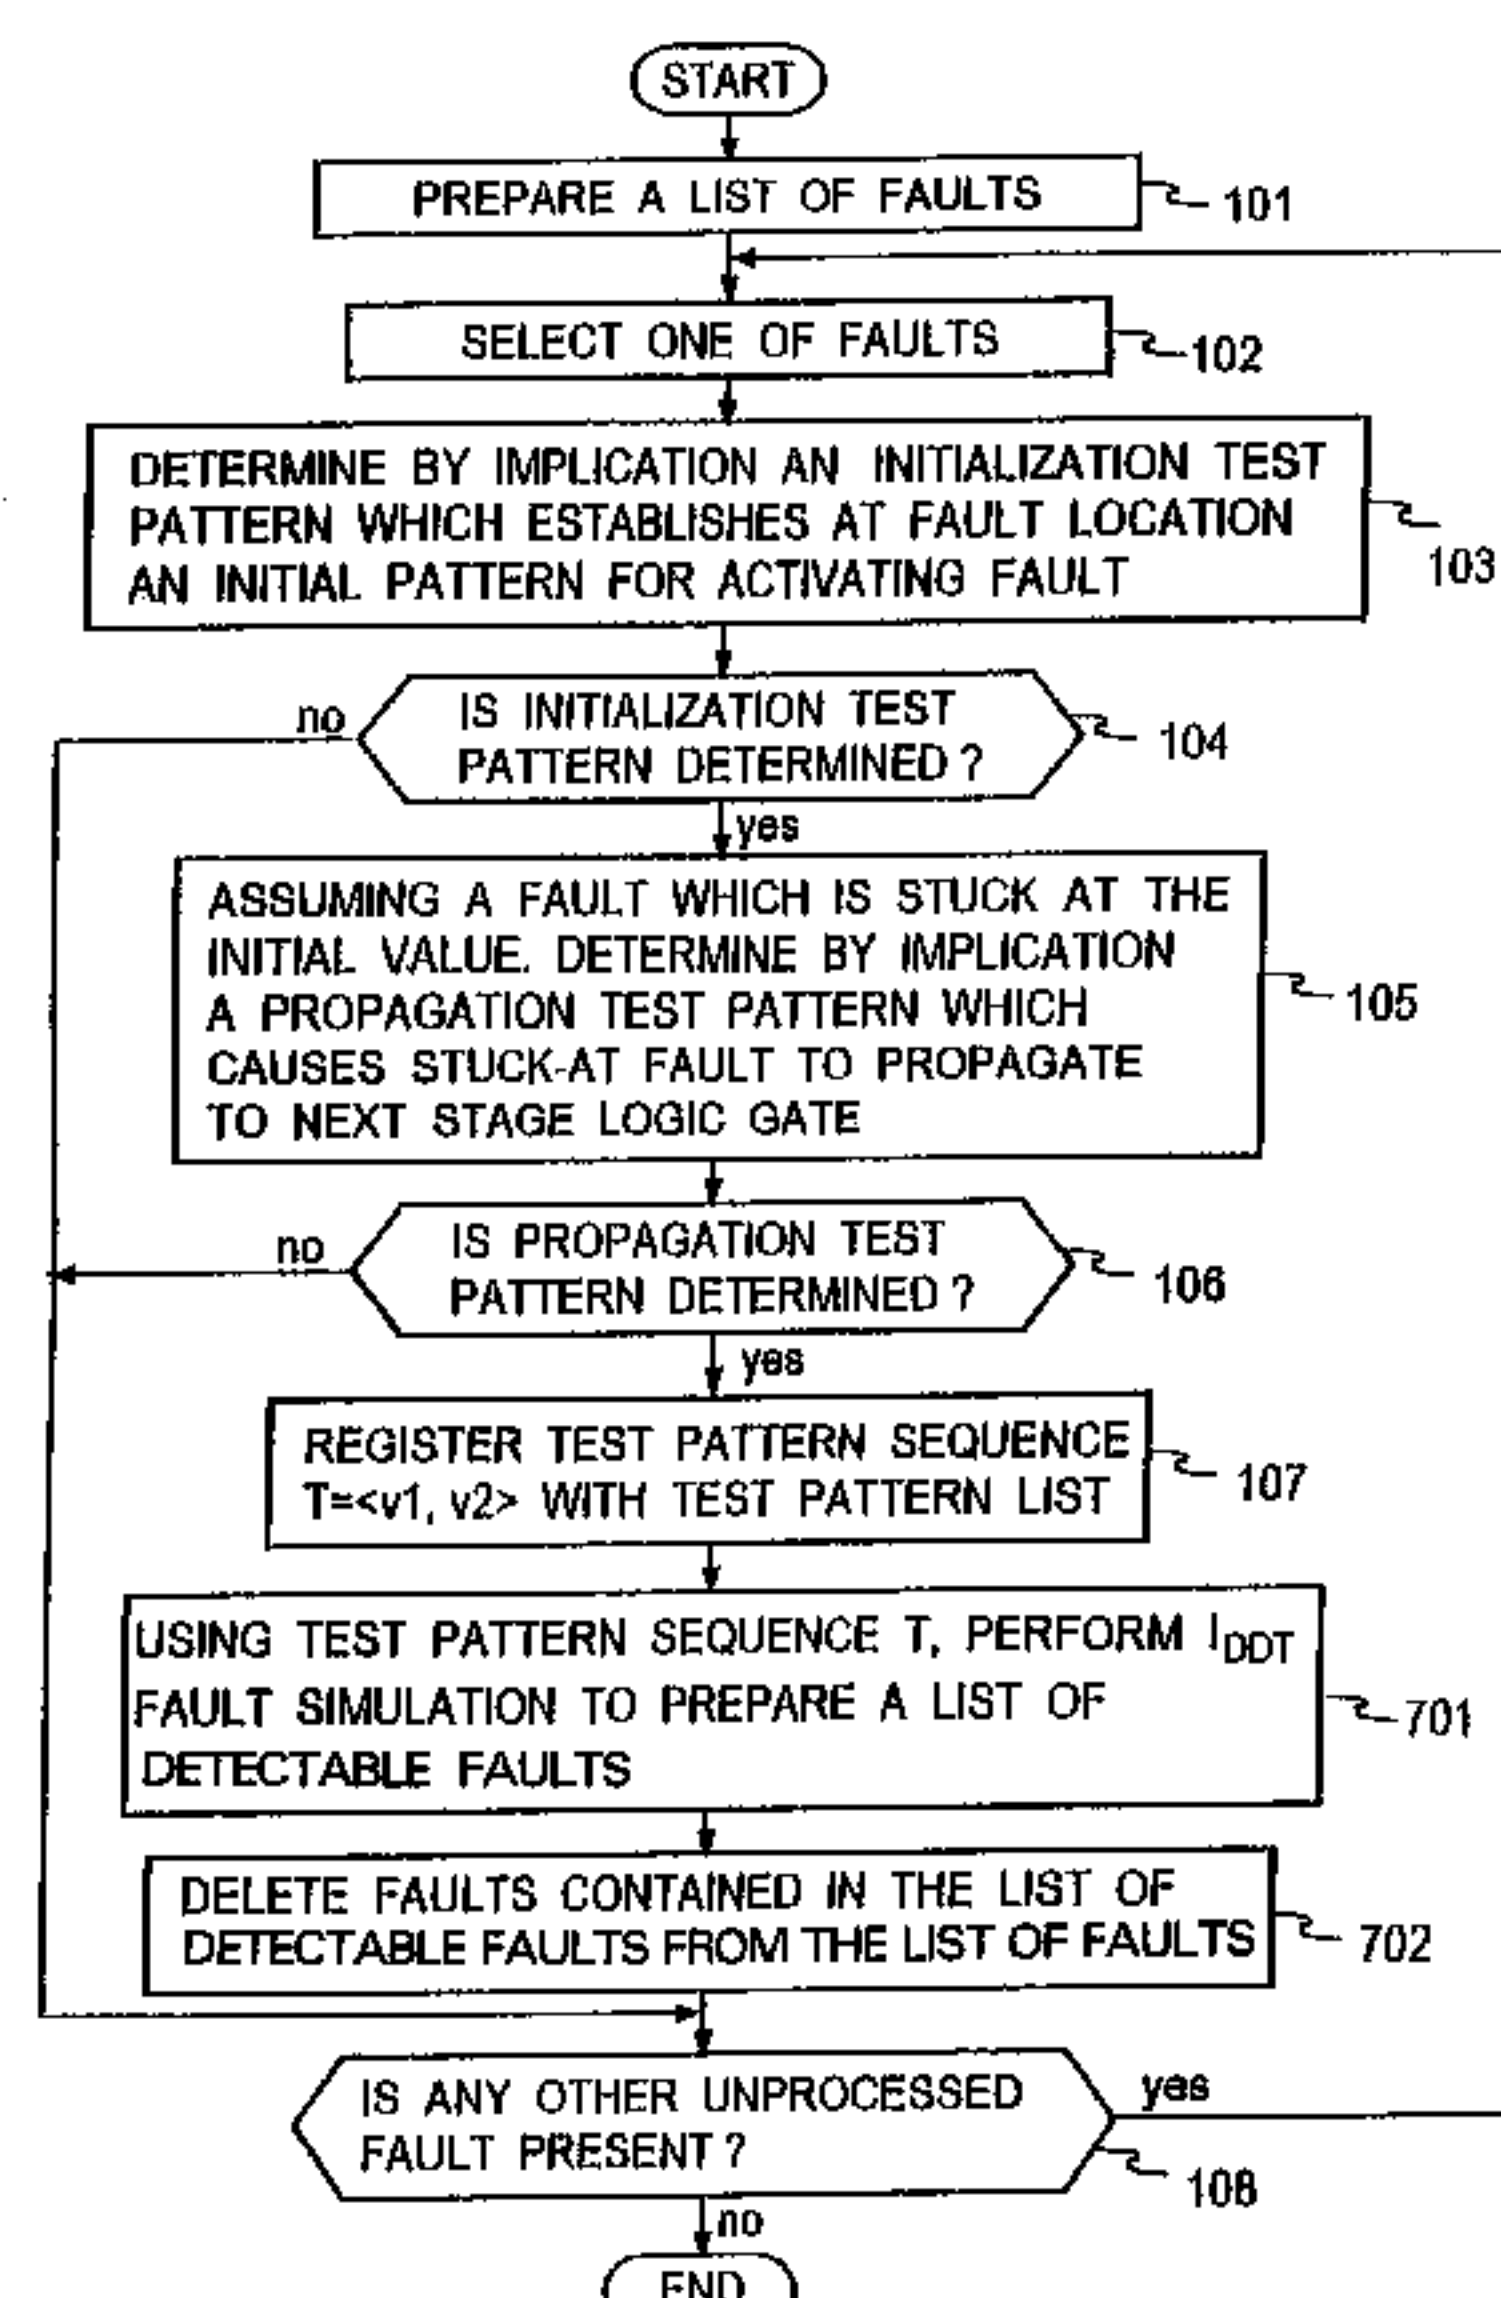 START
PREPARE A LIST OF FAULTS
101
SELECT ONE OF FAULTS
102
DETERMINE BY IMPLICATION AN INITIALIZATION TEST
PATTERN WHICH ESTABLISHES AT FAULT LOCATION
AN INITIAL PATTERN FOR ACTIVATING FAULT
103
no
IS INITIALIZATION TEST
PATTERN DETERMINED?
104
yes
ASSUMING A FAULT WHICH IS STUCK AT THE
INITIAL VALUE. DETERMINE BY IMPLICATION
A PROPAGATION TEST PATTERN WHICH
CAUSES STUCK-AT FAULT TO PROPAGATE
TO NEXT STAGE LOGIC GATE
105
no
IS PROPAGATION TEST
PATTERN DETERMINED?
106
yes
REGISTER TEST PATTERN SEQUENCE
T=<v1, v2> WITH TEST PATTERN LIST
107
USING TEST PATTERN SEQUENCE T, PERFORM IDDT
FAULT SIMULATION TO PREPARE A LIST OF
DETECTABLE FAULTS
701
DELETE FAULTS CONTAINED IN THE LIST OF
DETECTABLE FAULTS FROM THE LIST OF FAULTS
702
IS ANY OTHER UNPROCESSED
FAULT PRESENT?
yes
108
no
END